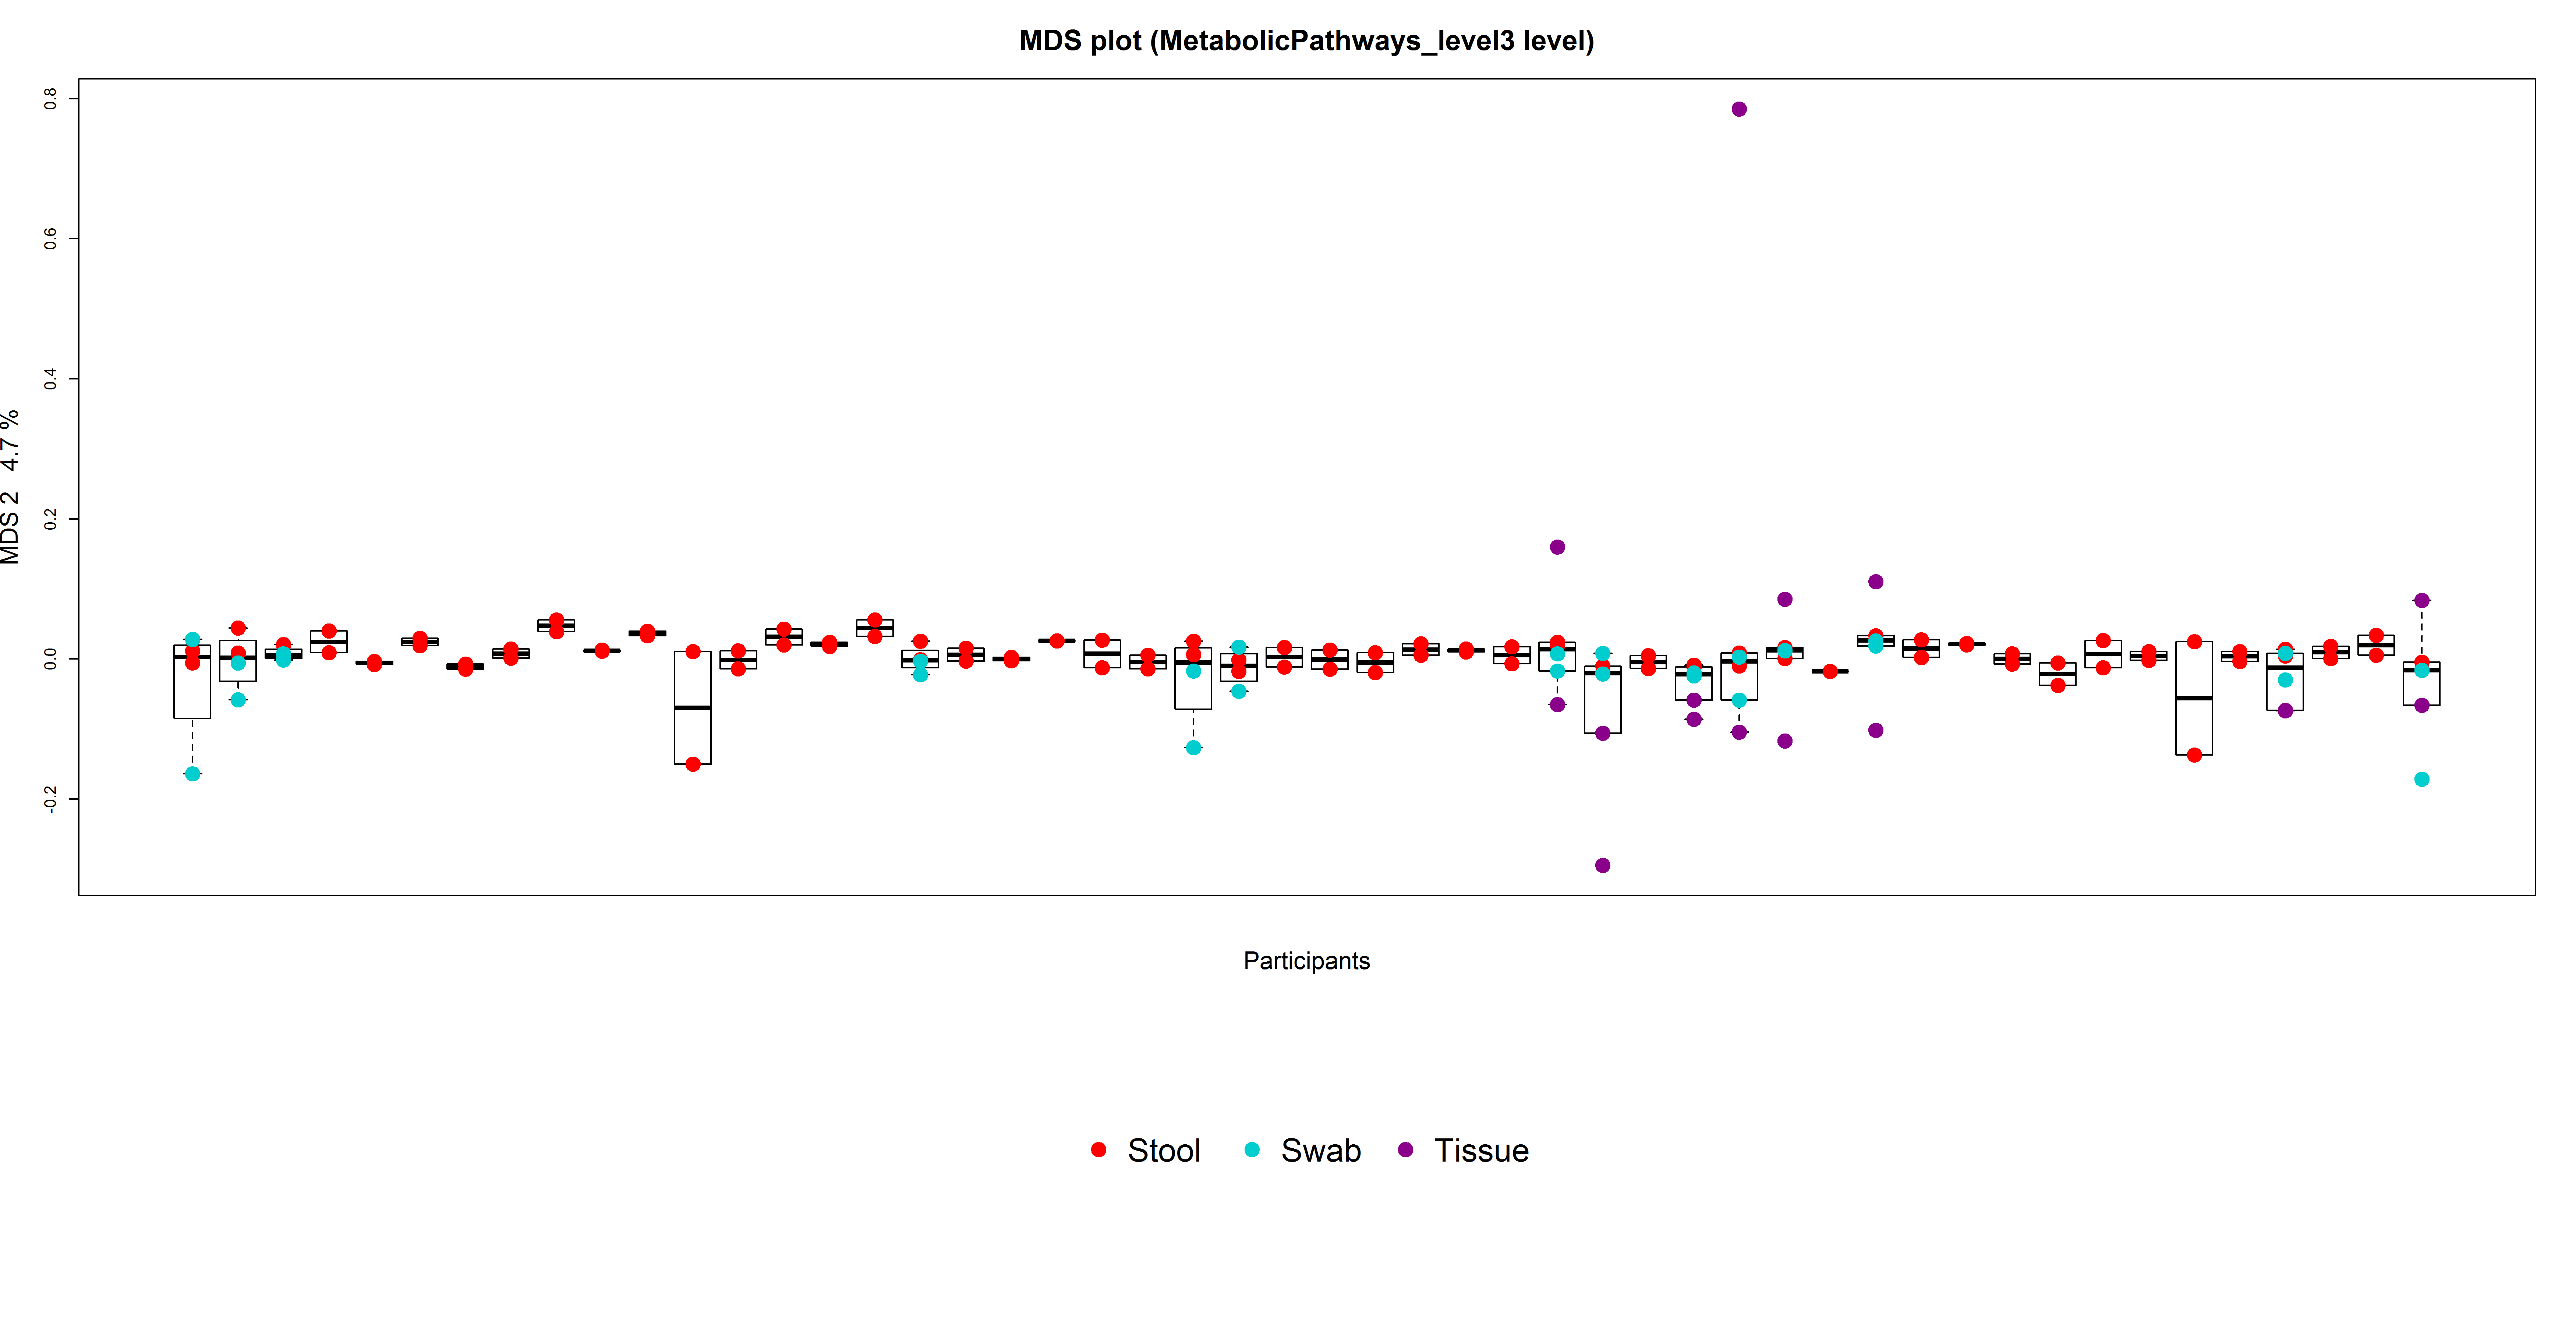 MDS plot (MetabolicPathways_level3 level)
0.8
0.6
0.4
0.2
0.0
-0.2
MDS 2 4.7 %
Participants
Stool Swab Tissue